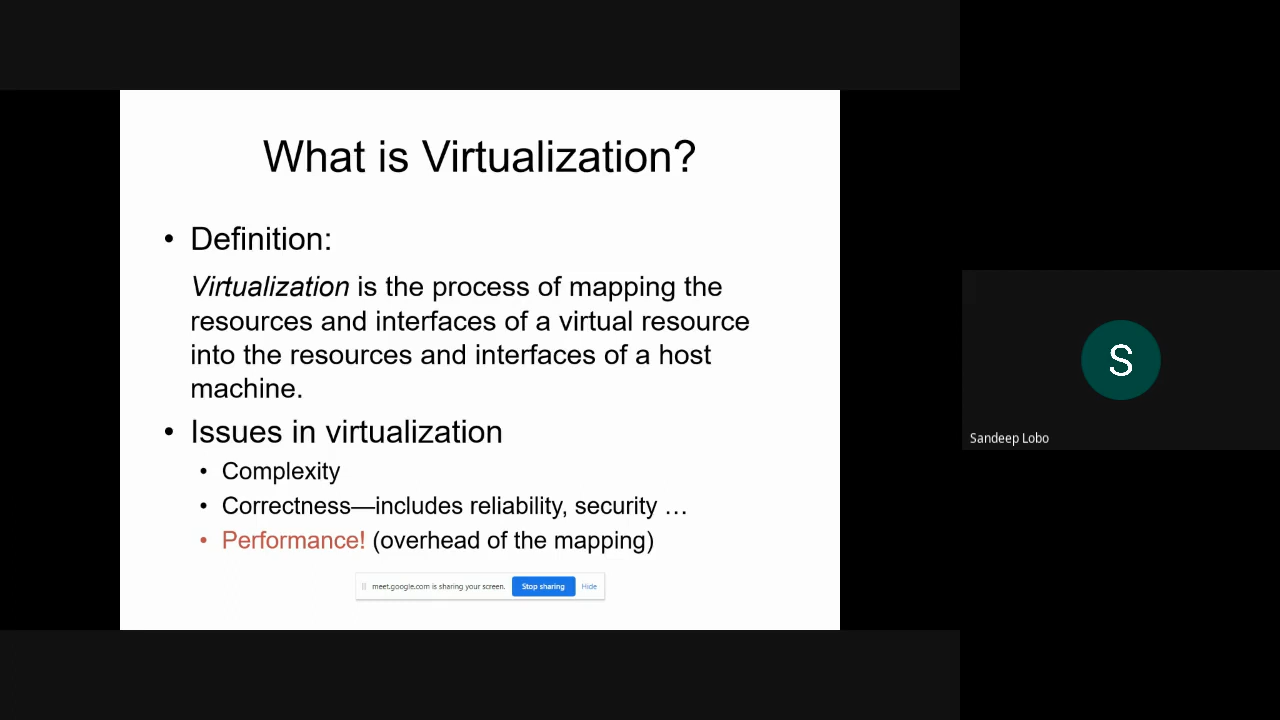 What is Virtualization?
• Definition:
Virtualization is the process of mapping the
resources and interfaces of a virtual resource
into the resources and interfaces of a host
machine.
• Issues in virtualization
• Complexity
• Correctness—includes reliability, security …
• Performance! (overhead of the mapping)
meet.google.com is sharing your screen. Stop sharing Hide
S
Sandeep Lobo